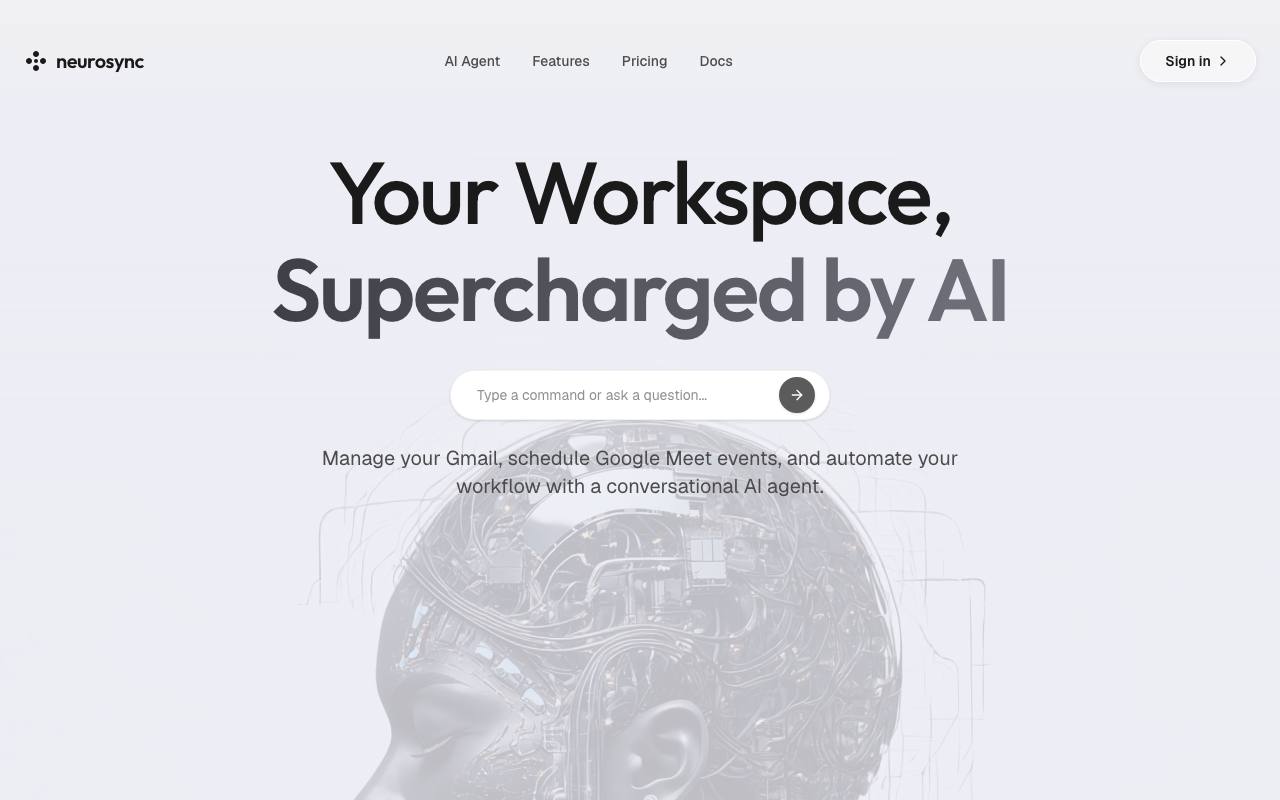 neurosync
AI Agent
Features
Pricing
Docs
Sign in
Your Workspace,
Supercharged by AI
Type a command or ask a question...
Manage your Gmail, schedule Google Meet events, and automate your
workflow with a conversational AI agent.